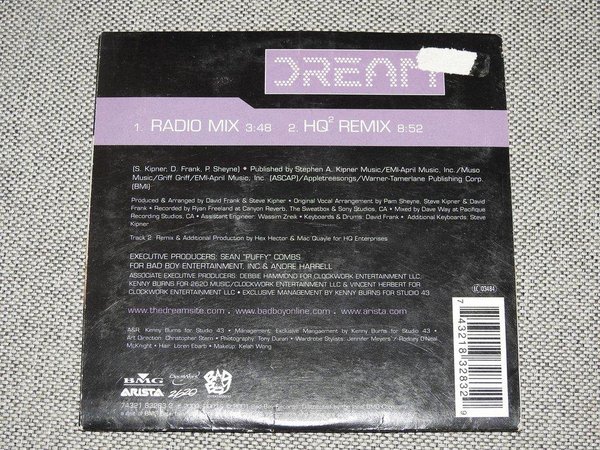 DREAM
1. RADIO MIX 3:48 2. HQ² REMIX 8:52
(S. Kipner, D. Frank, P. Sheyne) • Published by Stephen A. Kipner Music/EMI-April Music, Inc./Muso
Music/Griff Griff/EMI-April Music, Inc. (ASCAP)/Appletreesongs/Warner-Tamerlane Publishing Corp.
(BMI)
Produced & Arranged by David Frank & Steve Kipner • Original Vocal Arrangement by Pam Sheyne, Steve Kipner & David
Frank • Recorded by Ryan Freeland at Canyon Reverb, The Sweatbox & Sony Studios, CA • Mixed by Dave Way at Pacifique
Recording Studios, CA • Assistant Engineer: Wassim Zreik • Keyboards & Drums: David Frank • Additional Keyboards: Steve
Kipner
Track 2: Remix & Additional Production by Hex Hector & Mac Quayle for HQ Enterprises
EXECUTIVE PRODUCERS: SEAN "PUFFY" COMBS
FOR BAD BOY ENTERTAINMENT, INC & ANDRE HARRELL
ASSOCIATE EXECUTIVE PRODUCERS: DEBBIE HAMMOND FOR CLOCKWORK ENTERTAINMENT LLC.
KENNY BURNS FOR 2620 MUSIC/CLOCKWORK ENTERTAINMENT LLC & VINCENT HERBERT FOR
CLOCKWORK ENTERTAINMENT LLC • EXCLUSIVE MANAGEMENT BY KENNY BURNS FOR STUDIO 43
www.thedreamsite.com • www.badboyonline.com • www.arista.com
A&R: Kenny Burns for Studio 43 • Management: Exclusive Mangaement by Kenny Burns for Studio 43 •
Art Direction: Christopher Stern • Photography: Tony Duran • Wardrobe Stylists: Jennifer Meyers / Rodney O'Neal
McKnight • Hair: Loren Ebarb • Makeup: Kelah Wong
LC 03484
7 43218 32832 9
BMG
ARISTA
2620
BAD BOY